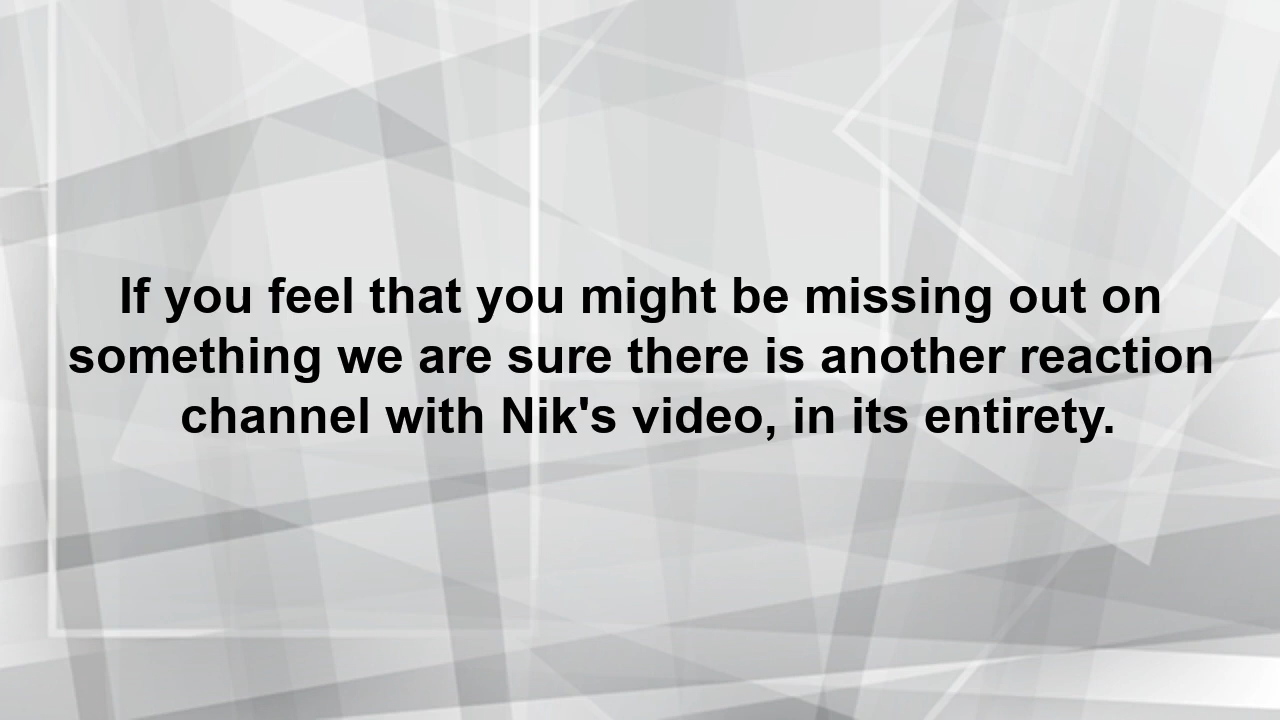 If you feel that you might be missing out on
something we are sure there is another reaction
channel with Nik's video, in its entirety.